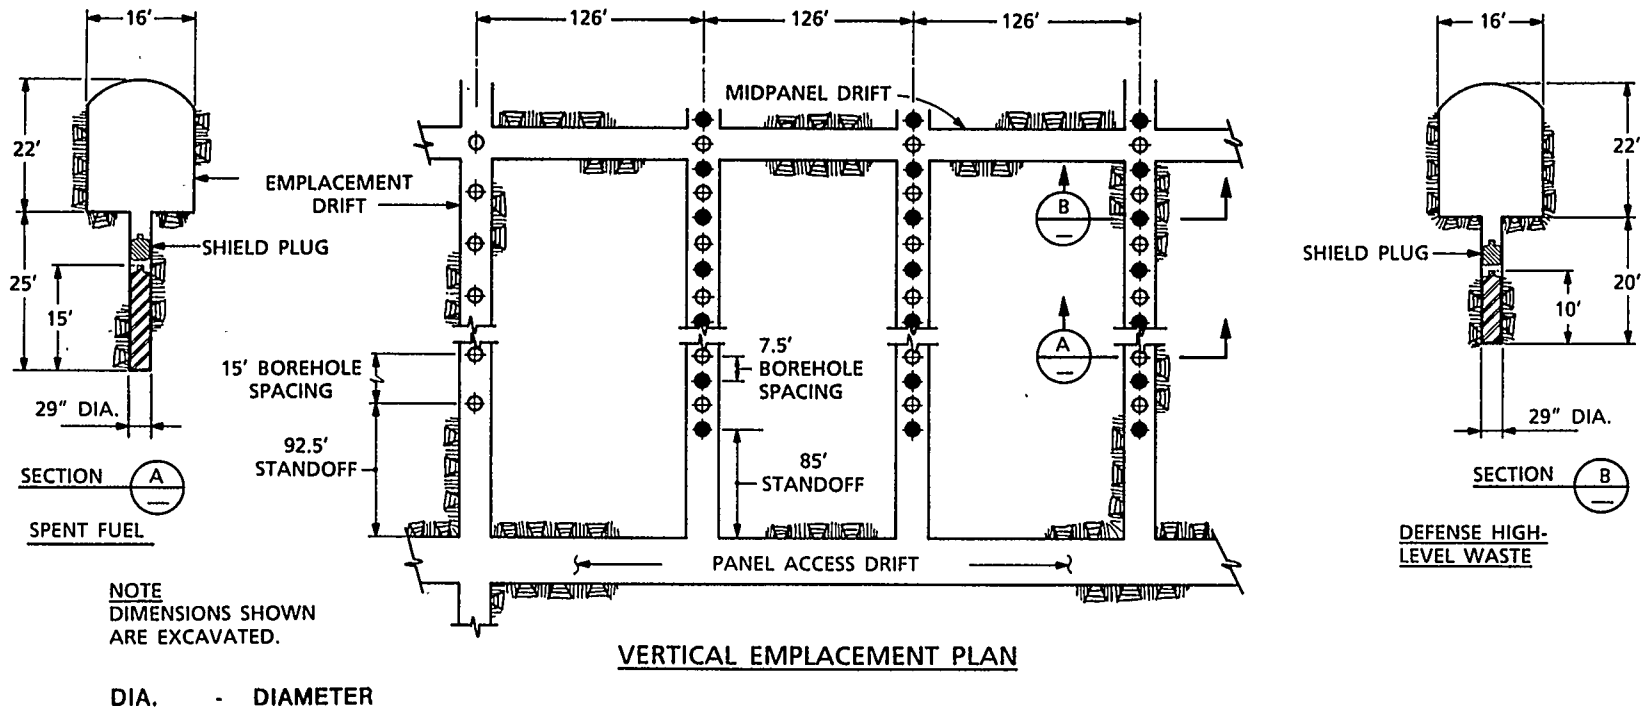 16′
126′
126′
126′
16′
MIDPANEL DRIFT
22′
EMPLACEMENT
DRIFT
SHIELD PLUG
25′
15′
29″ DIA.
SECTION A
SPENT FUEL
15′ BOREHOLE
SPACING
92.5′
STANDOFF
7.5′
BOREHOLE
SPACING
85′
STANDOFF
B
A
PANEL ACCESS DRIFT
22′
SHIELD PLUG
20′
10′
29″ DIA.
SECTION B
DEFENSE HIGH-
LEVEL WASTE
NOTE
DIMENSIONS SHOWN
ARE EXCAVATED.
VERTICAL EMPLACEMENT PLAN
DIA. - DIAMETER